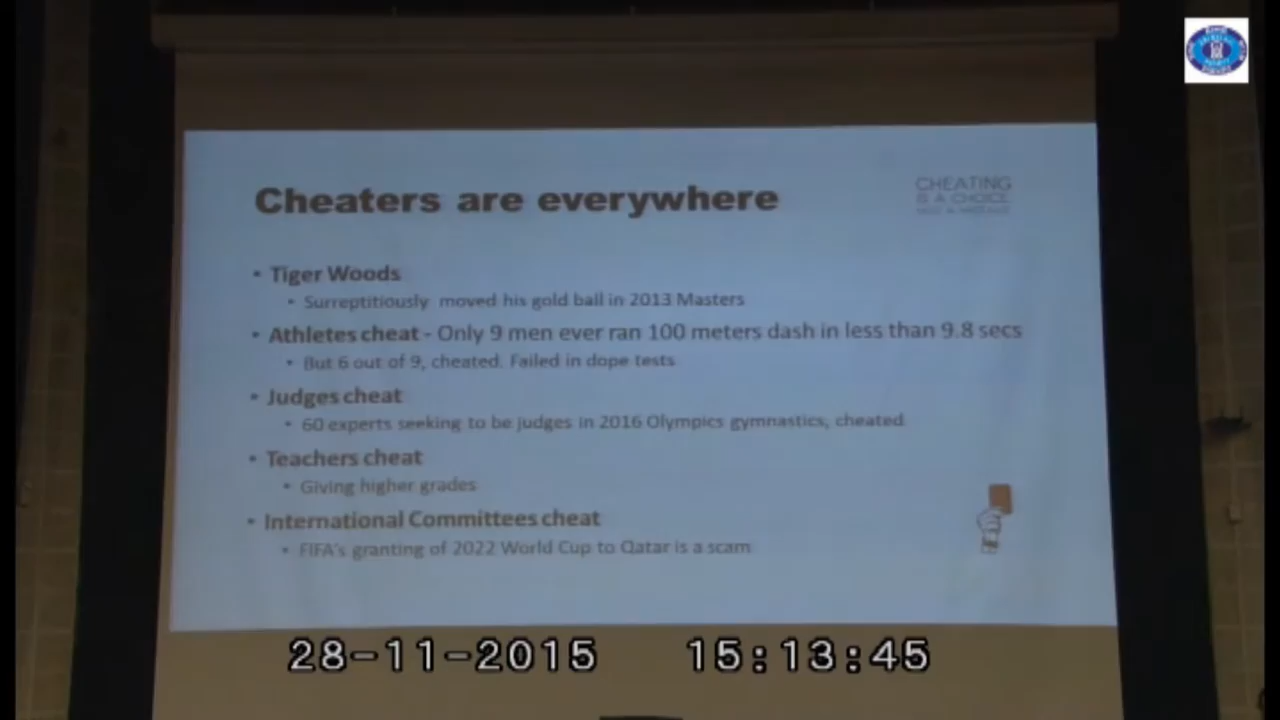 Cheaters are everywhere
CHEATING
IS A CHOICE
• Tiger Woods
• Surreptitiously moved his gold ball in 2013 Masters
• Athletes cheat - Only 9 men ever ran 100 meters dash in less than 9.8 secs
• But 6 out of 9, cheated. Failed in dope tests
• Judges cheat
• 60 experts seeking to be judges in 2016 Olympics gymnastics, cheated
• Teachers cheat
• Giving higher grades
• International Committees cheat
• FIFA's granting of 2022 World Cup to Qatar is a scam
28-11-2015 15:13:45